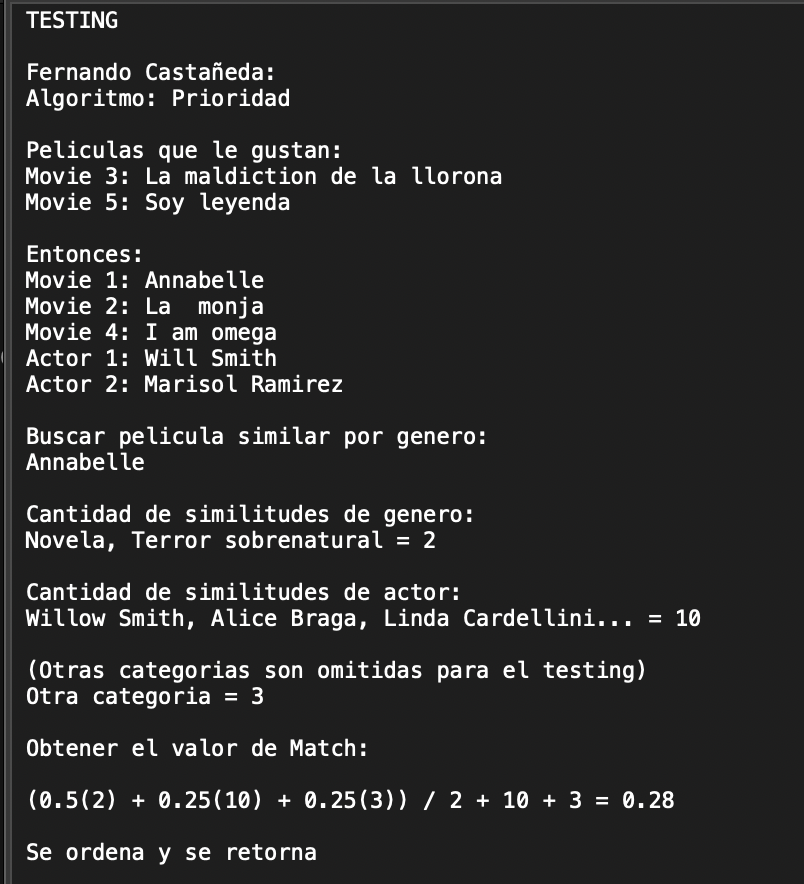 TESTING
Fernando Castañeda:
Algoritmo: Prioridad
Peliculas que le gustan:
Movie 3: La maldiction de la llorona
Movie 5: Soy leyenda
Entonces:
Movie 1: Annabelle
Movie 2: La  monja
Movie 4: I am omega
Actor 1: Will Smith
Actor 2: Marisol Ramirez
Buscar pelicula similar por genero:
Annabelle
Cantidad de similitudes de genero:
Novela, Terror sobrenatural = 2
Cantidad de similitudes de actor:
Willow Smith, Alice Braga, Linda Cardellini... = 10
(Otras categorias son omitidas para el testing)
Otra categoria = 3
Obtener el valor de Match:
(0.5(2) + 0.25(10) + 0.25(3)) / 2 + 10 + 3 = 0.28
Se ordena y se retorna